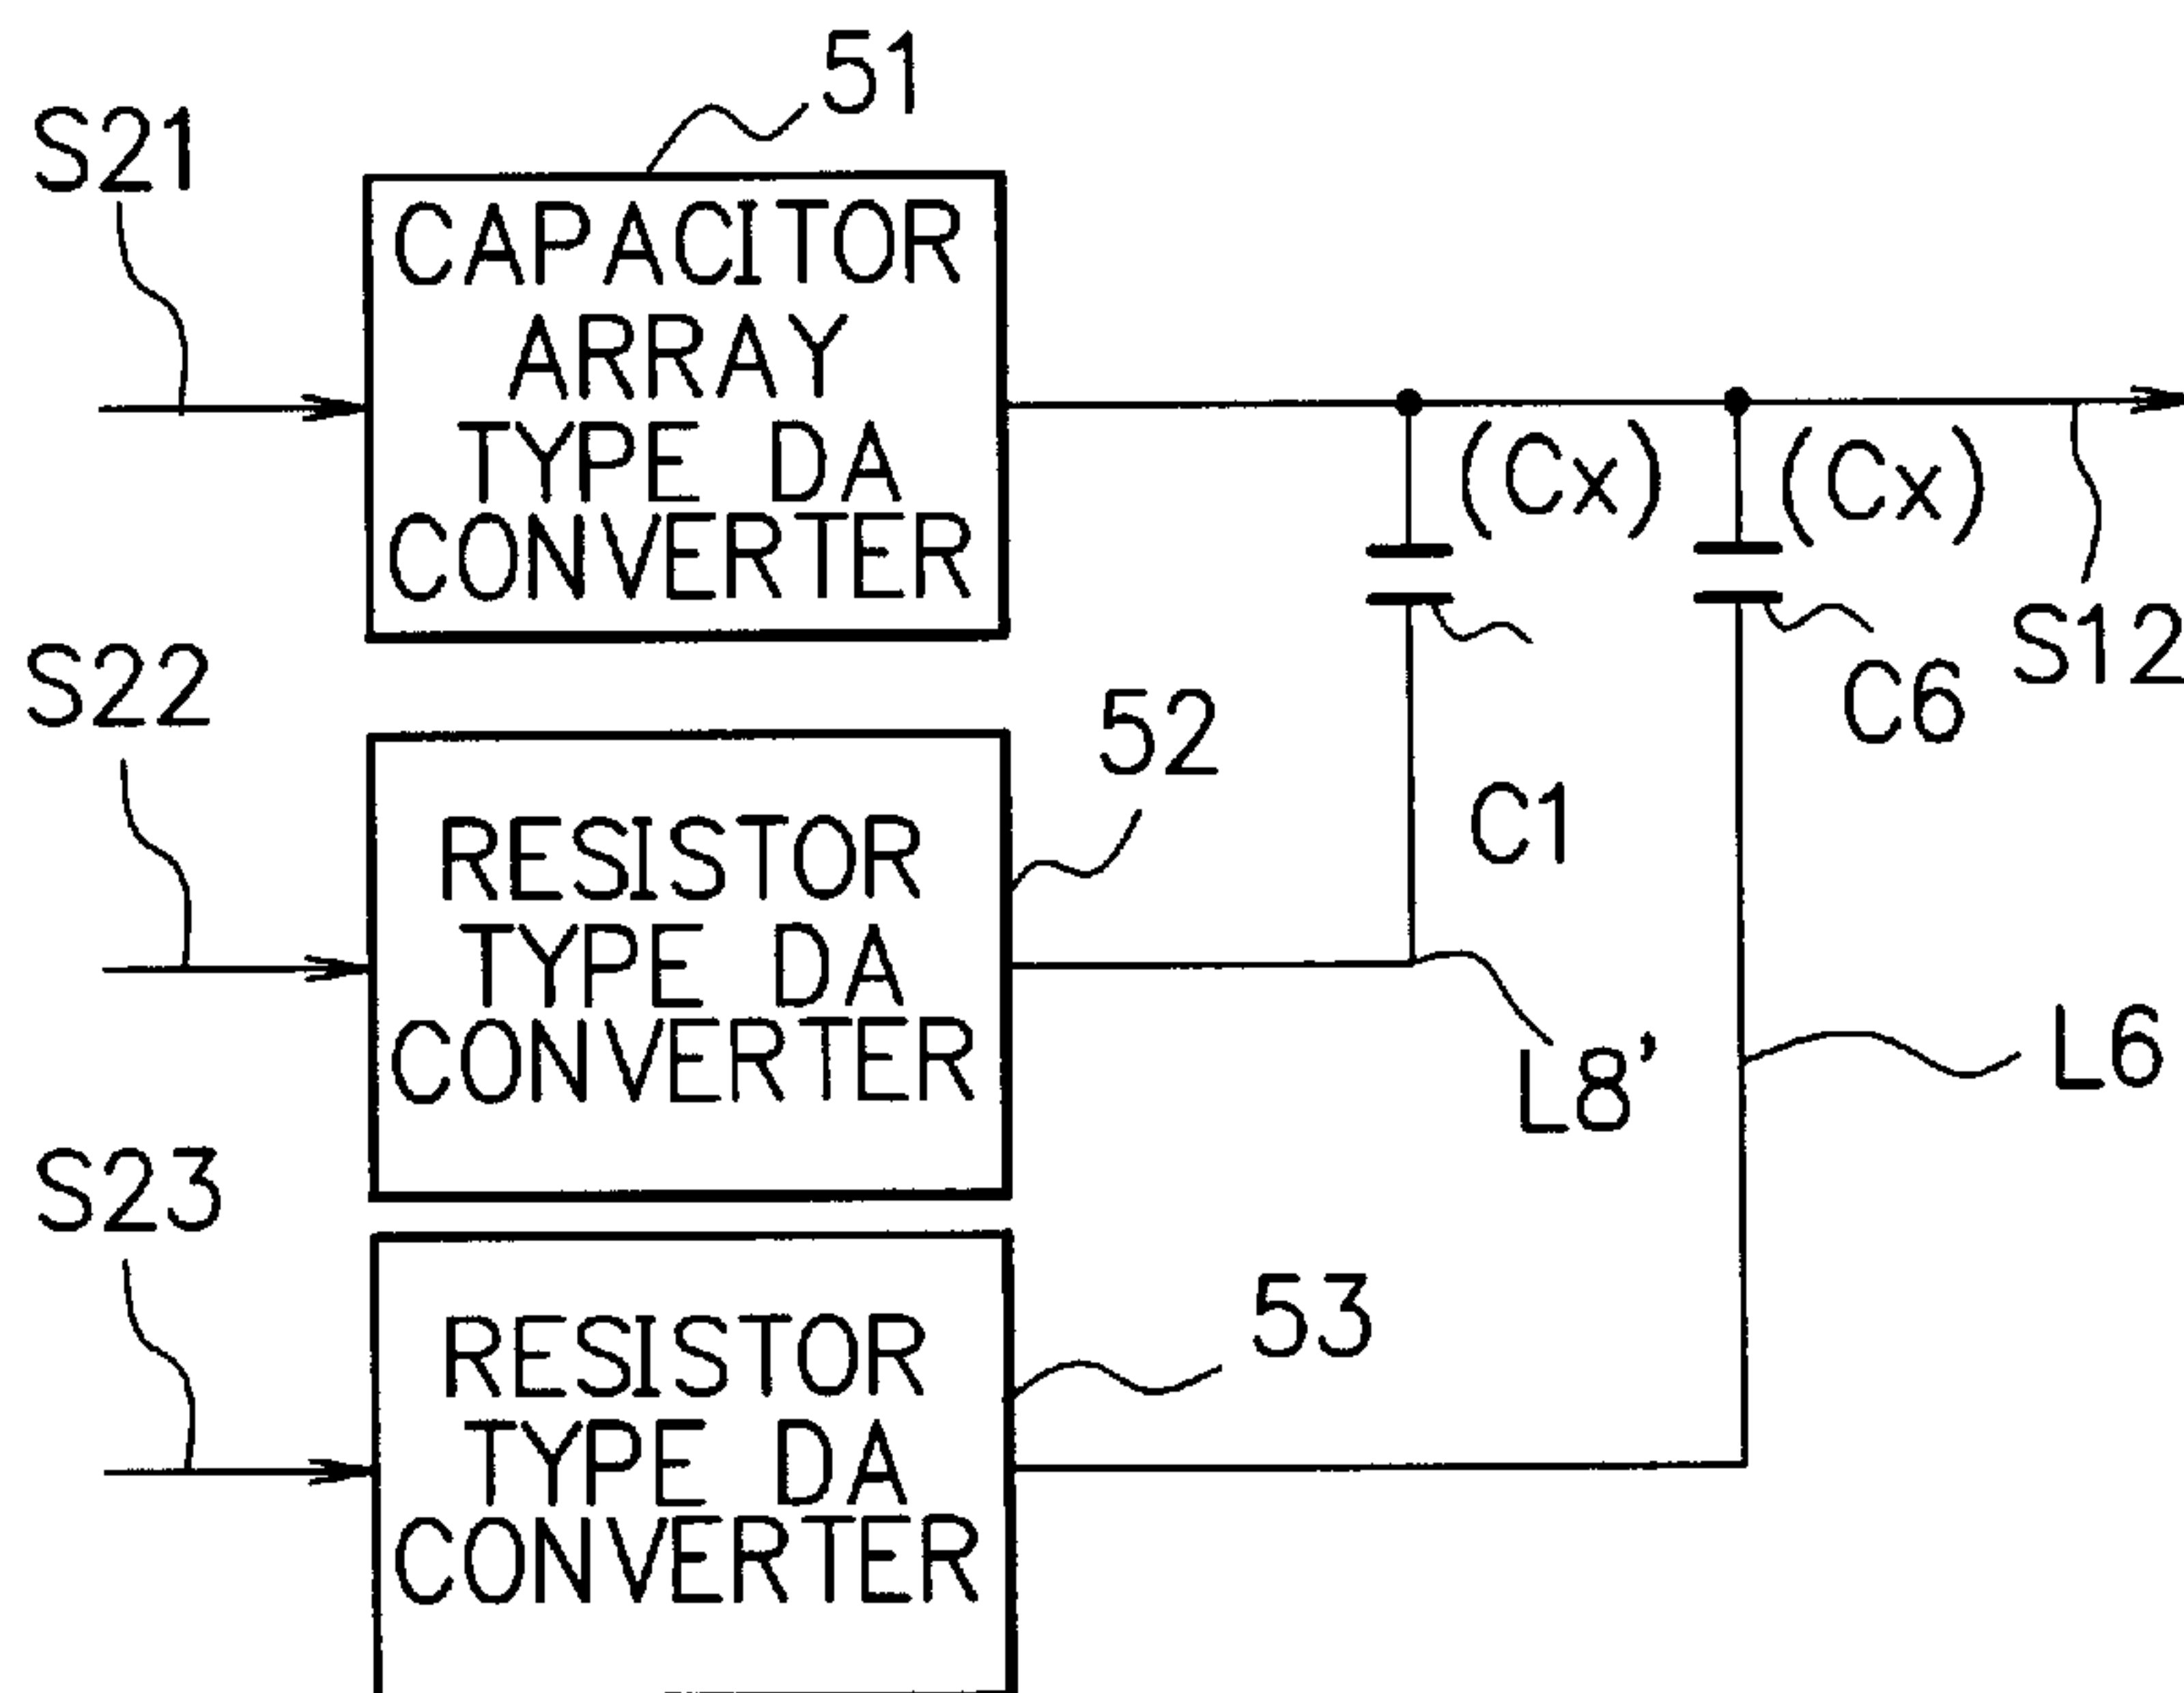 51
S21
CAPACITOR
ARRAY
TYPE DA
CONVERTER
(Cx) (Cx)
S12
C6
S22
52
C1
RESISTOR
TYPE DA
CONVERTER
L8'
L6
S23
53
RESISTOR
TYPE DA
CONVERTER